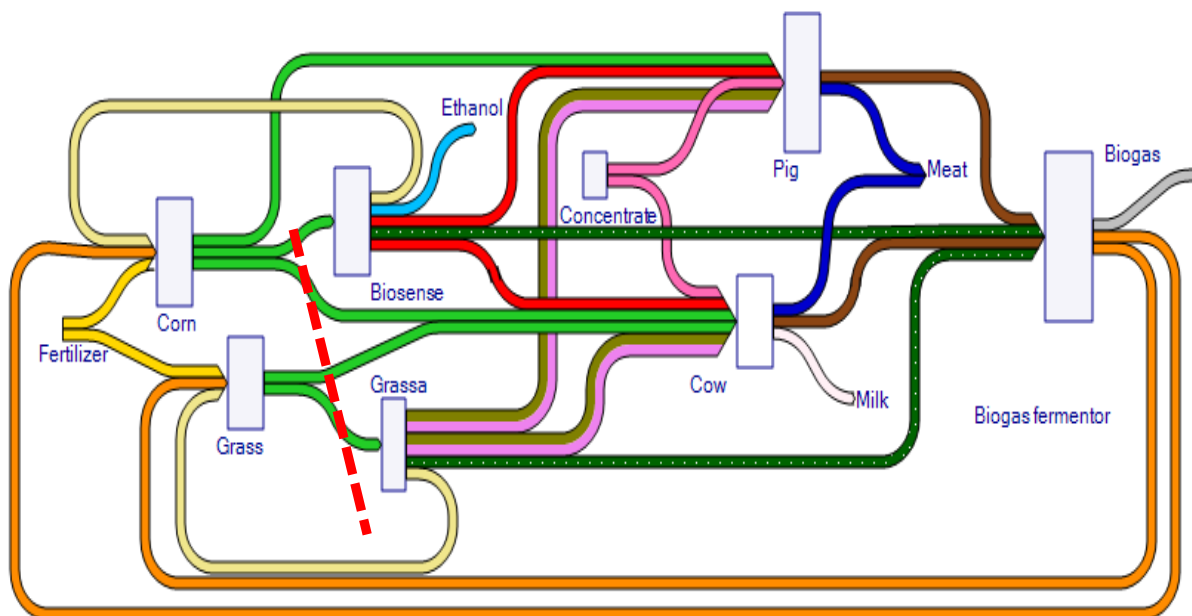 Ethanol
Pig
Meat
Biogas
Concentrate
Biosense
Corn
Fertilizer
Grassa
Cow
Milk
Grass
Biogas fermentor